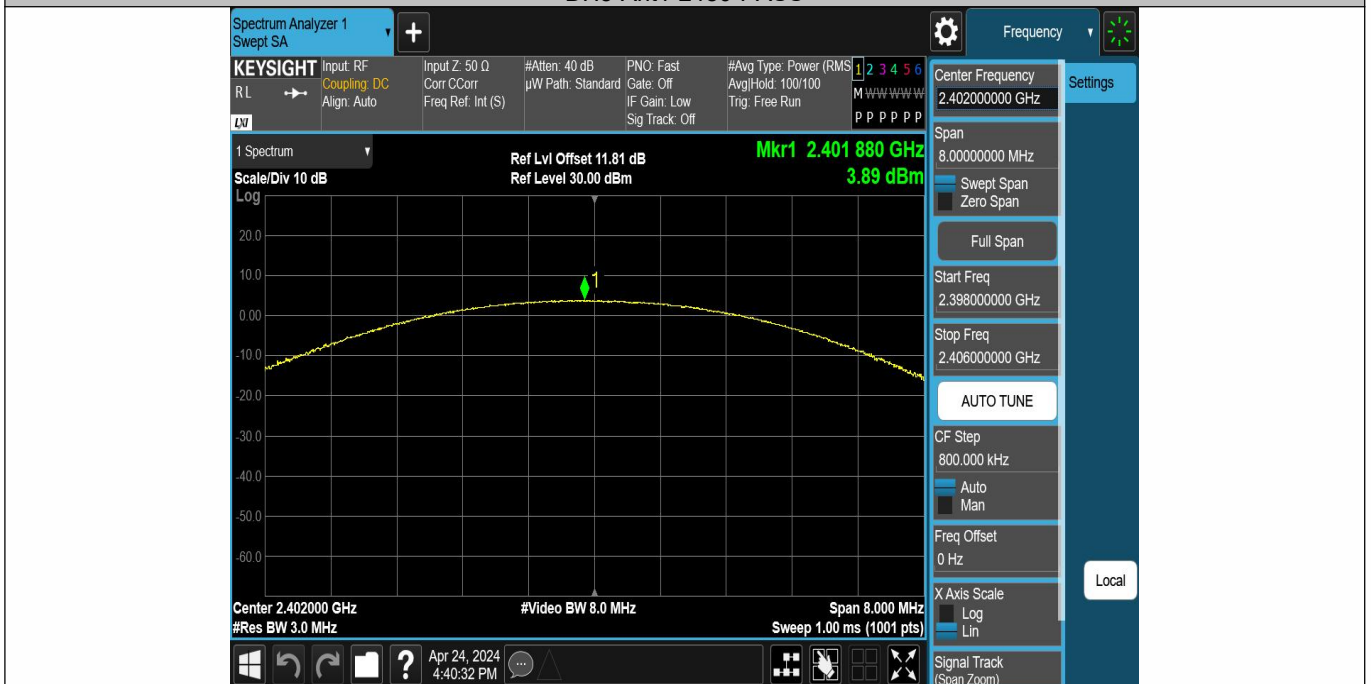 Spectrum Analyzer 1
Swept SA
Frequency
KEYSIGHT
RL
LXI
Input: RF
Coupling: DC
Align: Auto
Input Z: 50 Ω
Corr CCorr
Freq Ref: Int (S)
#Atten: 40 dB
µW Path: Standard
PNO: Fast
Gate: Off
IF Gain: Low
Sig Track: Off
#Avg Type: Power (RMS
Avg|Hold: 100/100
Trig: Free Run
1 2 3 4 5 6
M W W W W W
P P P P P P
1 Spectrum
Scale/Div 10 dB
Log
Ref Lvl Offset 11.81 dB
Ref Level 30.00 dBm
Mkr1 2.401 880 GHz
3.89 dBm
20.0
10.0
0.00
-10.0
-20.0
-30.0
-40.0
-50.0
-60.0
1
Center 2.402000 GHz
#Res BW 3.0 MHz
#Video BW 8.0 MHz
Span 8.000 MHz
Sweep 1.00 ms (1001 pts)
Center Frequency
2.402000000 GHz
Settings
Span
8.00000000 MHz
Swept Span
Zero Span
Full Span
Start Freq
2.398000000 GHz
Stop Freq
2.406000000 GHz
AUTO TUNE
CF Step
800.000 kHz
Auto
Man
Freq Offset
0 Hz
Local
X Axis Scale
Log
Lin
Signal Track
(Span Zoom)
?
Apr 24, 2024
4:40:32 PM